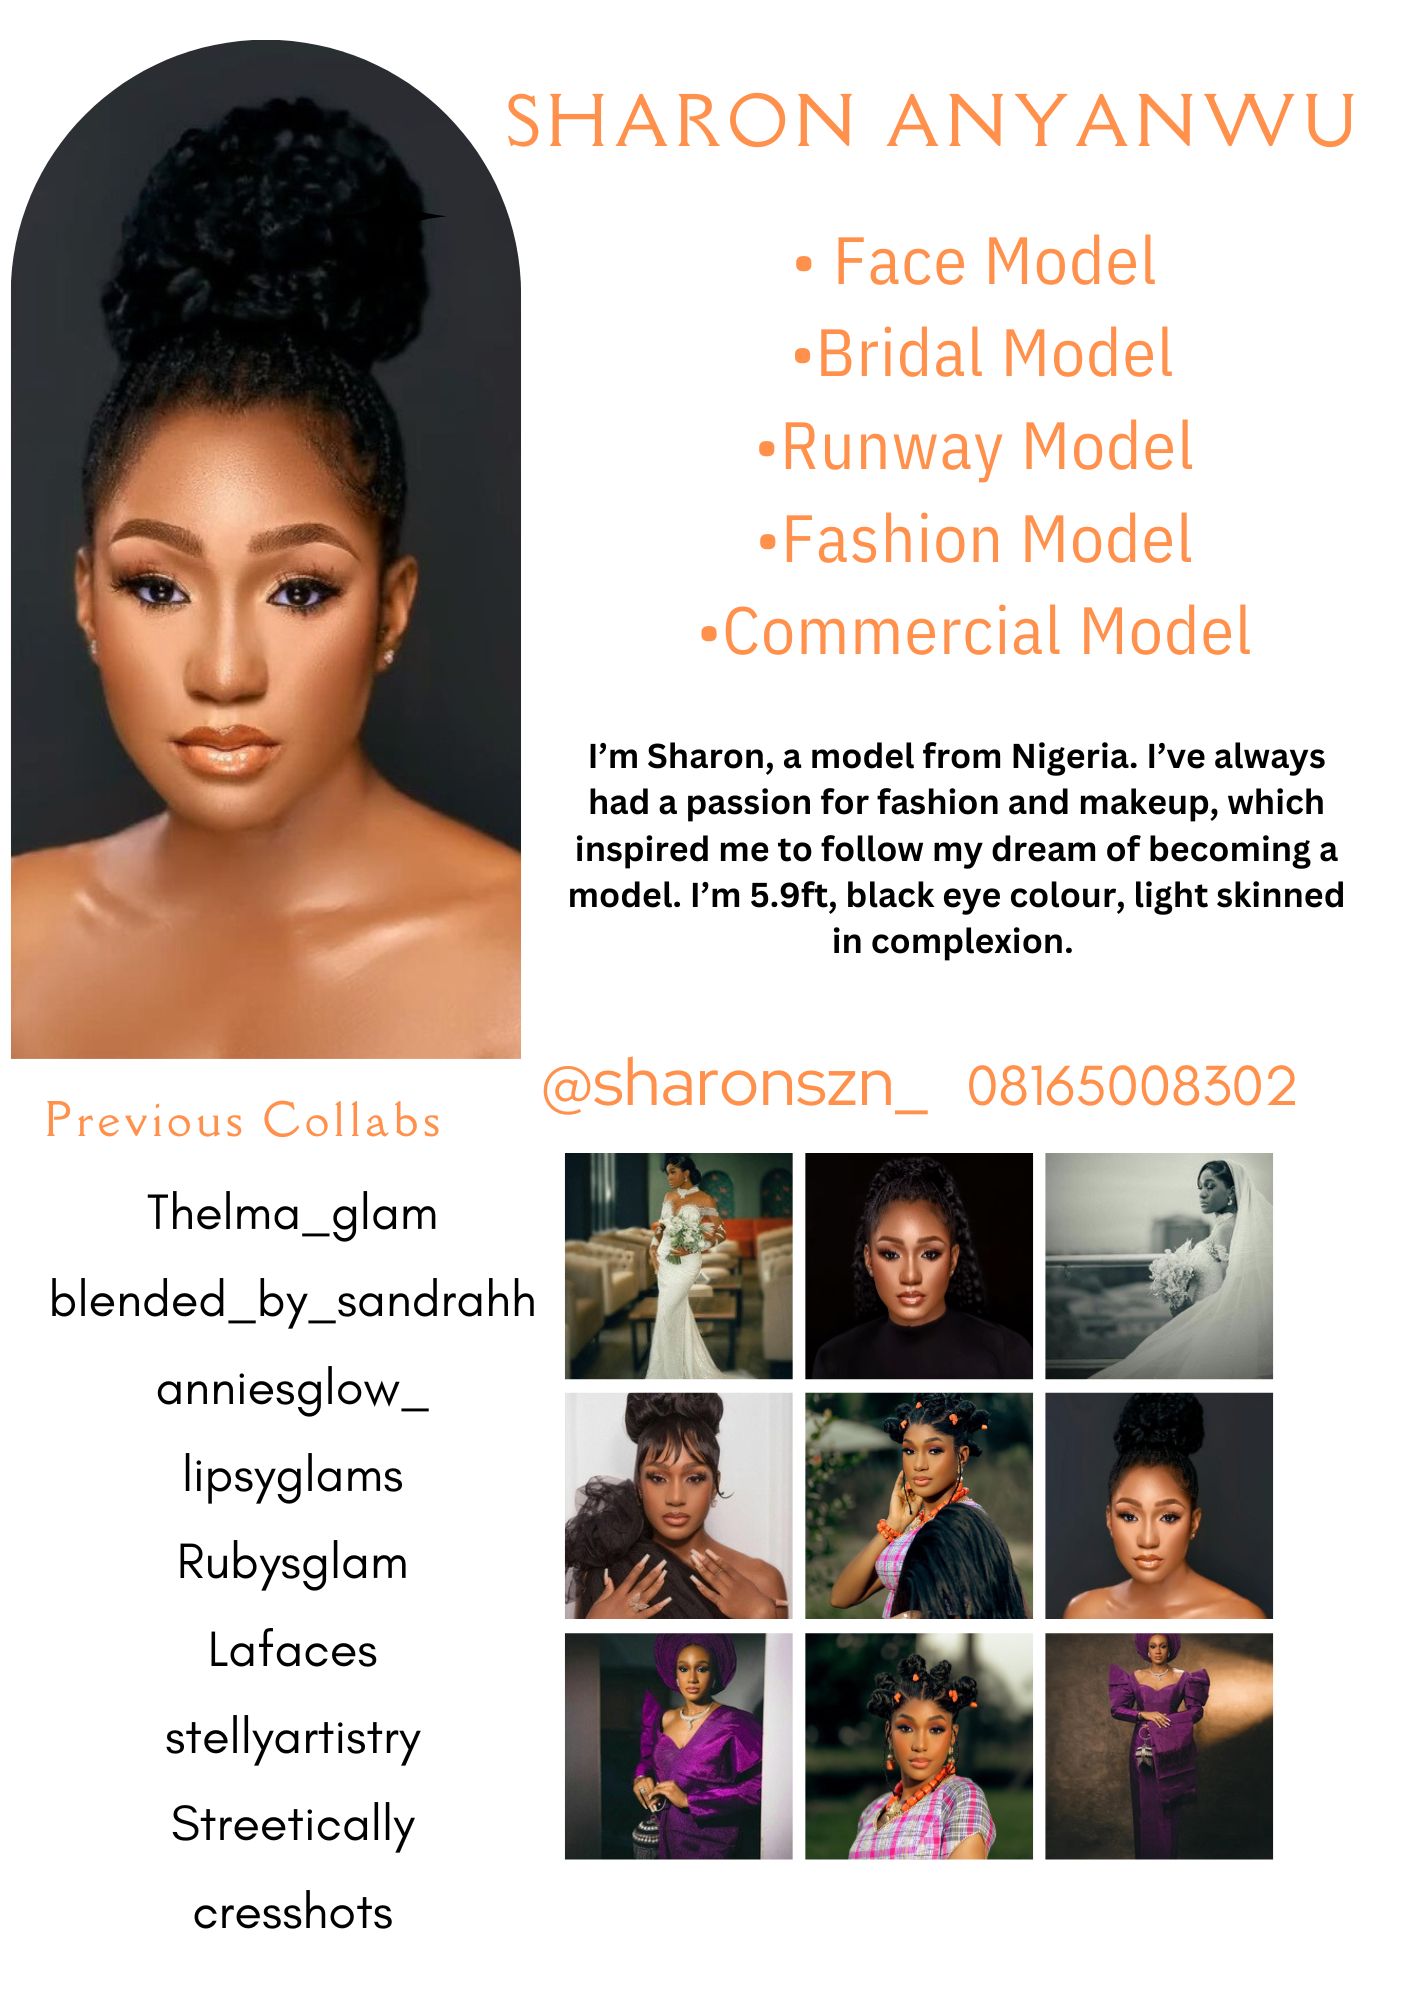 SHARON ANYANWU
• Face Model
•Bridal Model
•Runway Model
•Fashion Model
•Commercial Model
I’m Sharon, a model from Nigeria. I’ve always
had a passion for fashion and makeup, which
inspired me to follow my dream of becoming a
model. I’m 5.9ft, black eye colour, light skinned
in complexion.
@sharonszn_ 08165008302
Previous Collabs
Thelma_glam
blended_by_sandrahh
anniesglow_
lipsyglams
Rubysglam
Lafaces
stellyartistry
Streetically
cresshots